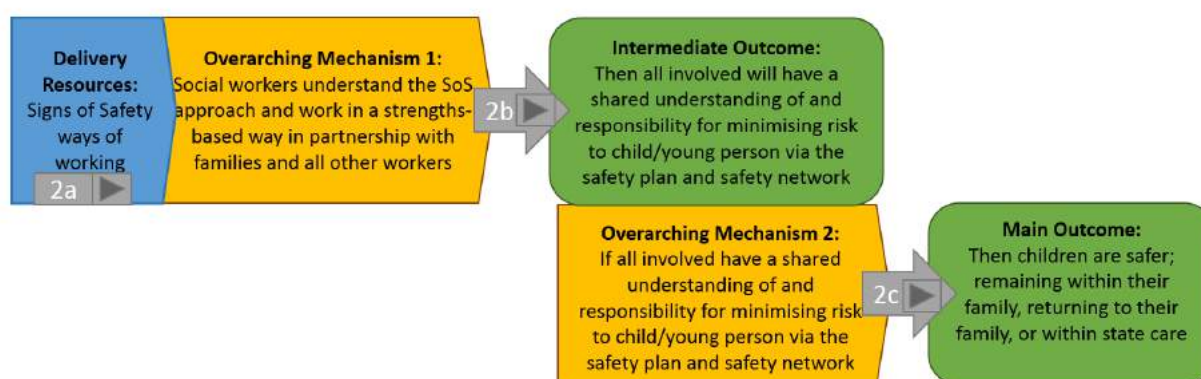 Delivery
Resources:
Signs of Safety
ways of
working
2a
Overarching Mechanism 1:
Social workers understand the SoS
approach and work in a strengths-
based way in partnership with
families and all other workers
2b
Intermediate Outcome:
Then all involved will have a
shared understanding of and
responsibility for minimising risk
to child/young person via the
safety plan and safety network
Overarching Mechanism 2:
If all involved have a shared
understanding of and
responsibility for minimising risk
to child/young person via the
safety plan and safety network
2c
Main Outcome:
Then children are safer;
remaining within their
family, returning to their
family, or within state care